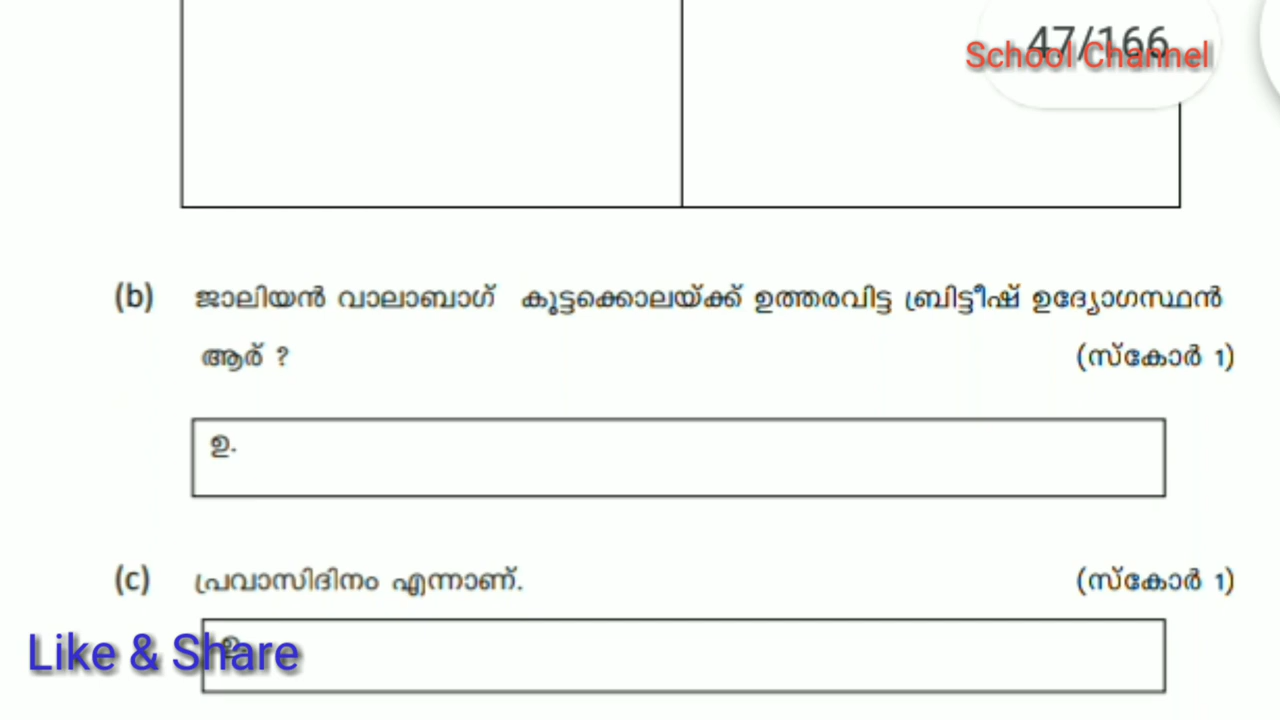 47/166
School Channel
(b) ജാലിയൻ വാലാബാഗ് കൂട്ടക്കൊലയ്ക്ക് ഉത്തരവിട്ട ബ്രിട്ടീഷ് ഉദ്യോഗസ്ഥൻ
ആര് ? (സ്കോർ 1)
ഉ.
(c) പ്രവാസിദിനം എന്നാണ്. (സ്കോർ 1)
ഉ.
Like & Share